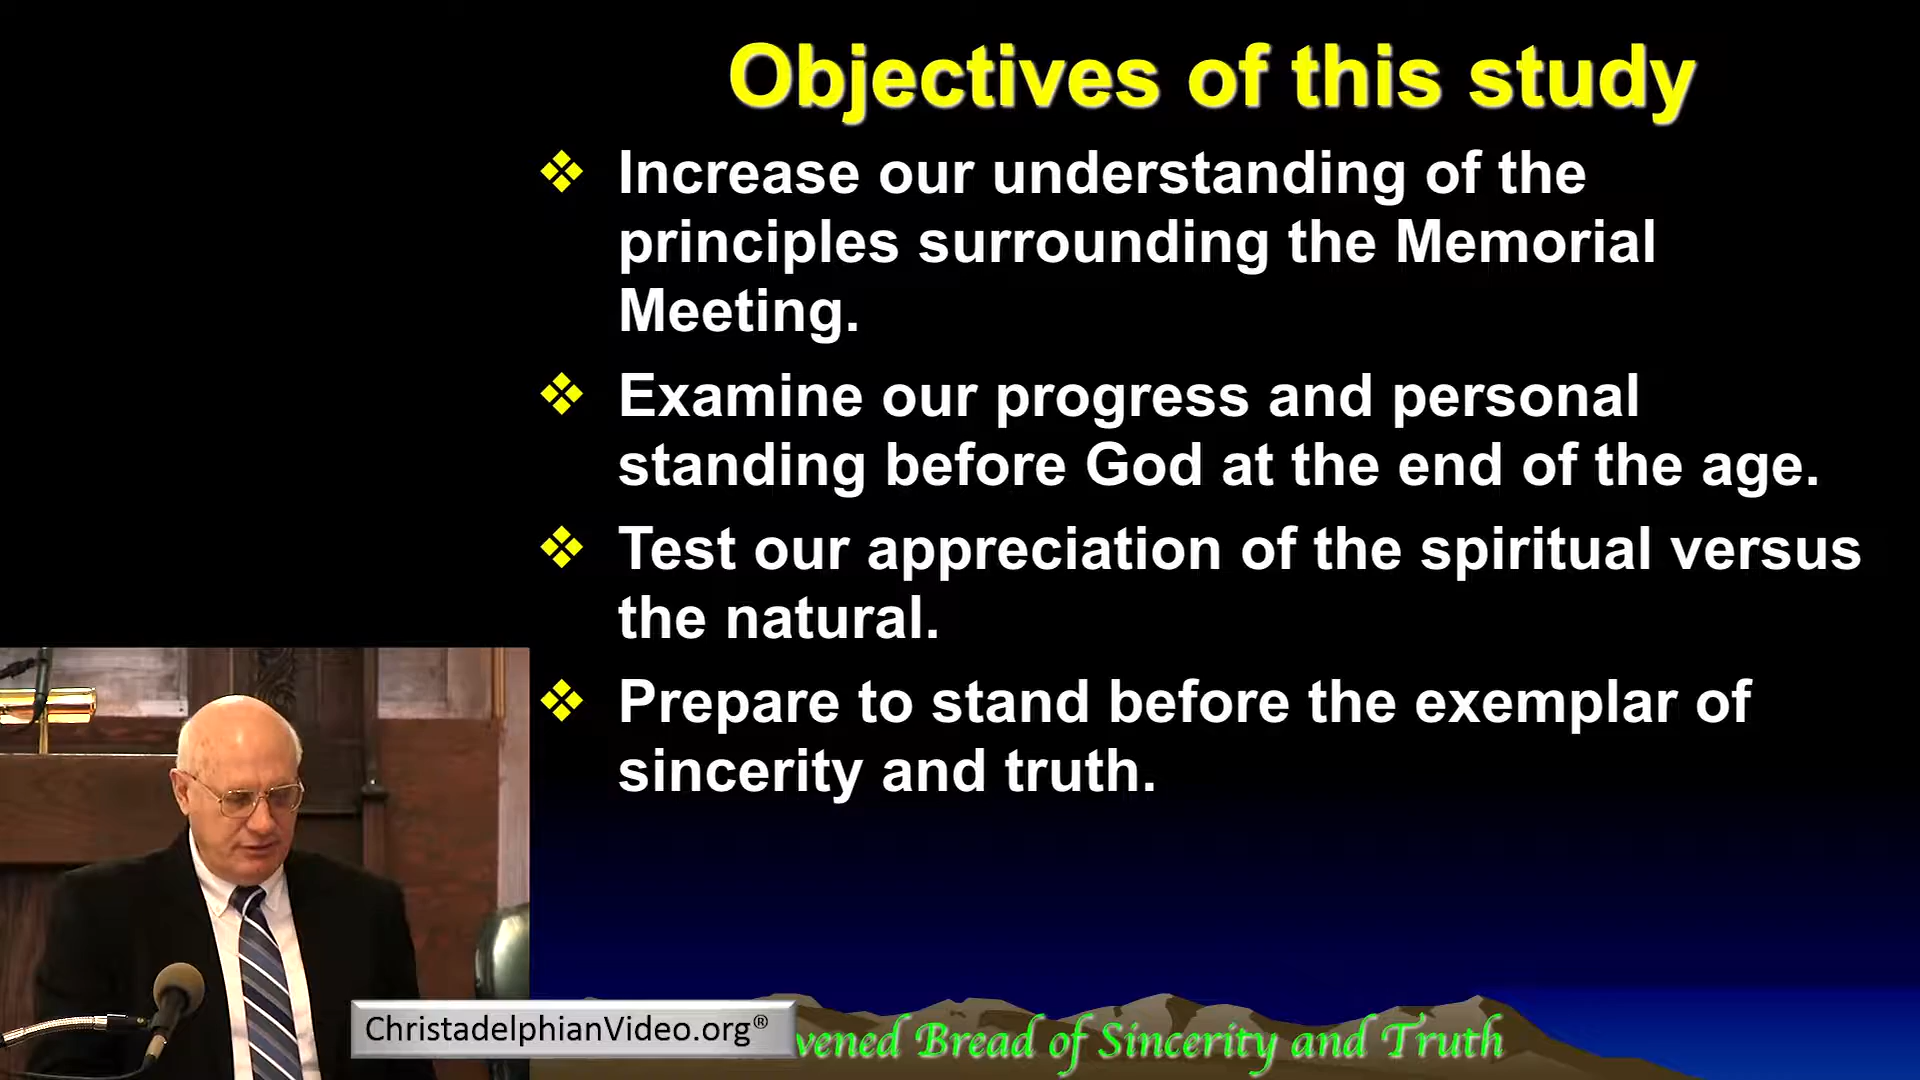 Objectives of this study
❖ Increase our understanding of the
principles surrounding the Memorial
Meeting.
❖ Examine our progress and personal
standing before God at the end of the age.
❖ Test our appreciation of the spiritual versus
the natural.
❖ Prepare to stand before the exemplar of
sincerity and truth.
ChristadelphianVideo.org®
vened Bread of Sincerity and Truth